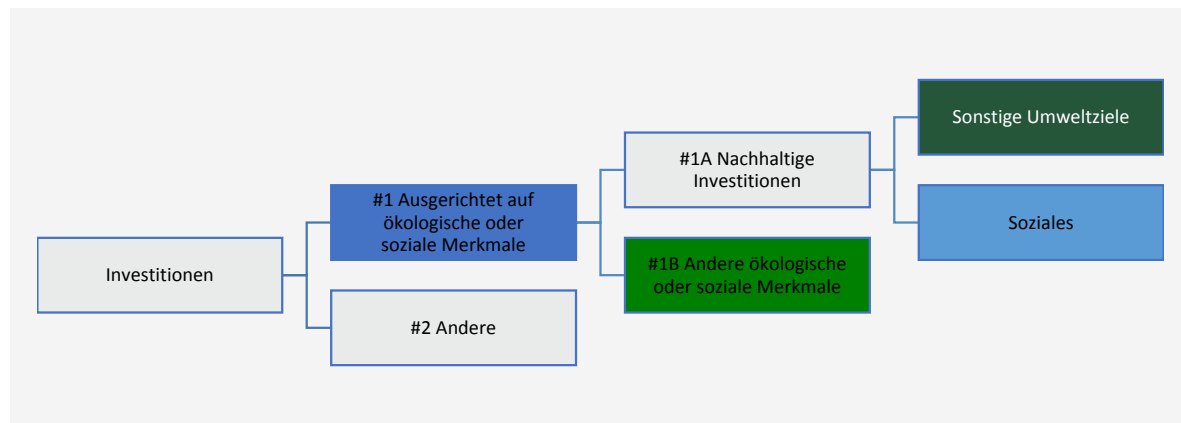 Investitionen
#1 Ausgerichtet auf
ökologische oder
soziale Merkmale
#2 Andere
#1A Nachhaltige
Investitionen
#1B Andere ökologische
oder soziale Merkmale
Sonstige Umweltziele
Soziales